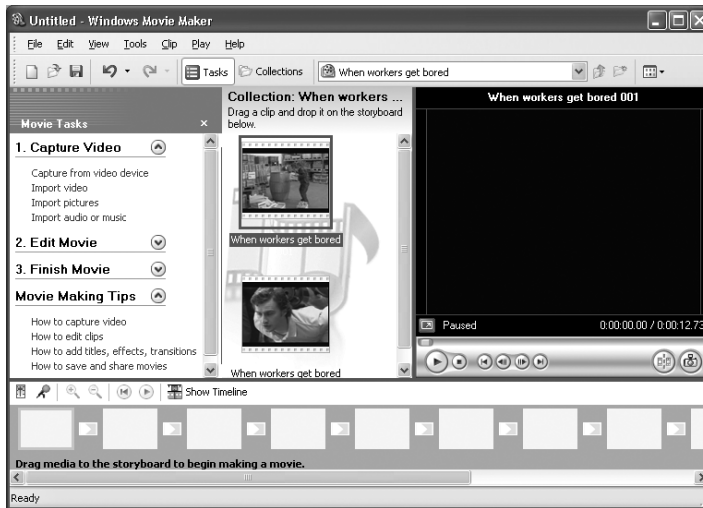 Untitled - Windows Movie Maker
File Edit View Tools Clip Play Help
Tasks Collections When workers get bored
Movie Tasks ×
1. Capture Video
Capture from video device
Import video
Import pictures
Import audio or music
2. Edit Movie
3. Finish Movie
Movie Making Tips
How to capture video
How to edit clips
How to add titles, effects, transitions
How to save and share movies
Collection: When workers ...
Drag a clip and drop it on the storyboard
below.
When workers get bored
When workers get bored
When workers get bored 001
Paused 0:00:00.00 / 0:00:12.73
Show Timeline
Drag media to the storyboard to begin making a movie.
Ready